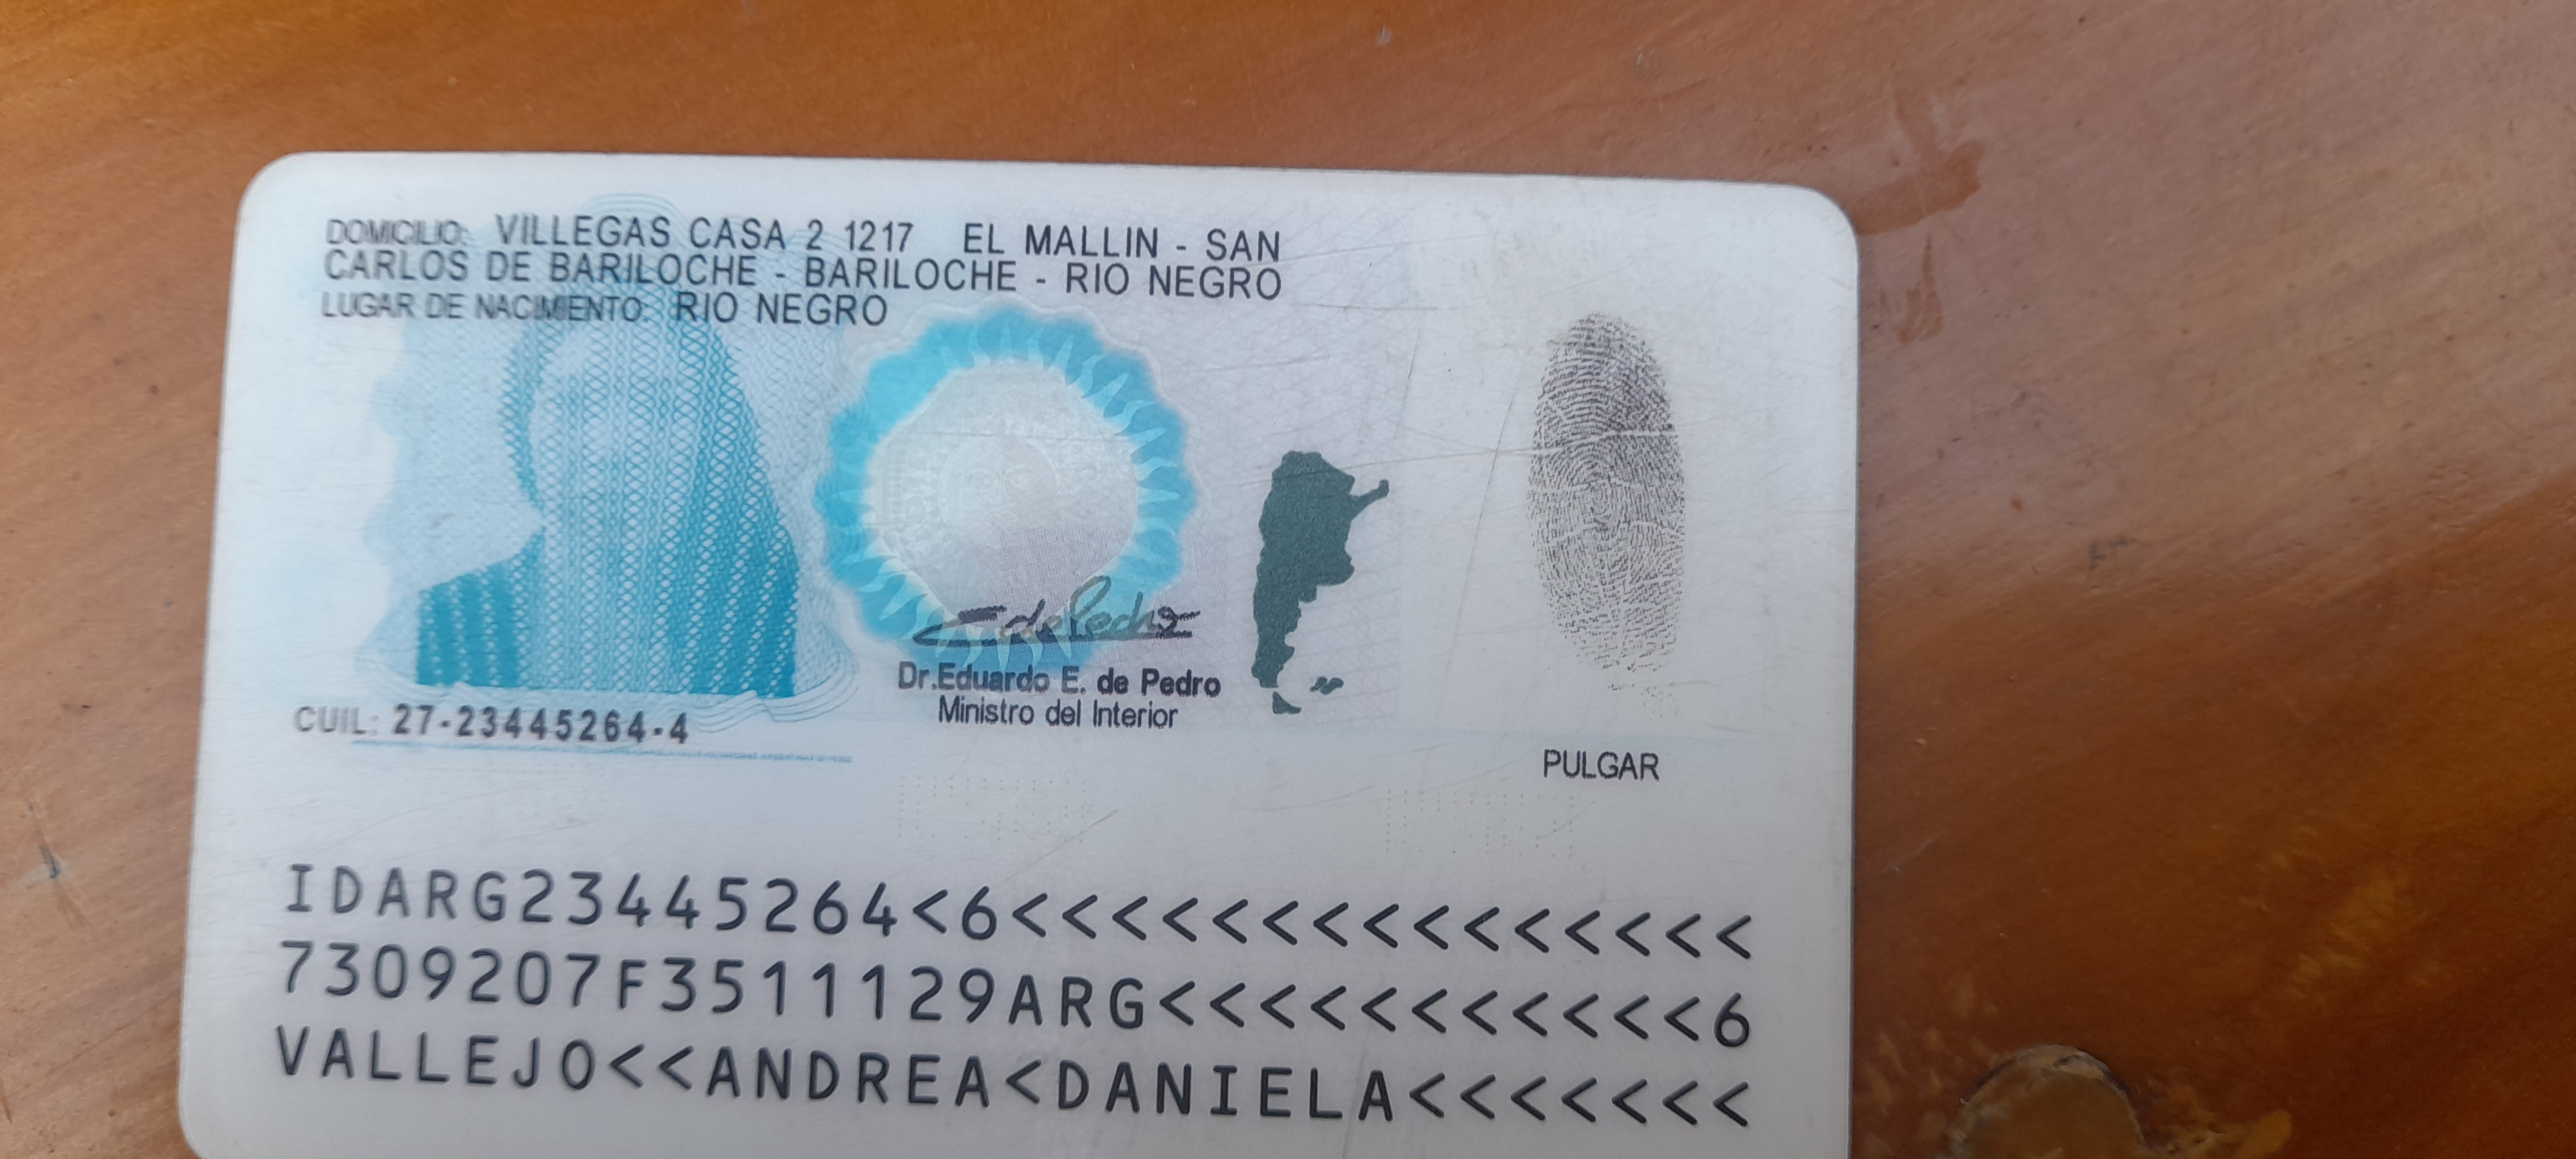 DOMICILIO: VILLEGAS CASA 2 1217 EL MALLIN - SAN
CARLOS DE BARILOCHE - BARILOCHE - RIO NEGRO
LUGAR DE NACIMIENTO: RIO NEGRO
Dr.Eduardo E. de Pedro
Ministro del Interior
CUIL: 27-23445264-4
PULGAR
IDARG23445264<6<<<<<<<<<<<<<<<
7309207F3511129ARG<<<<<<<<<<<6
VALLEJO<<ANDREA<DANIELA<<<<<<<